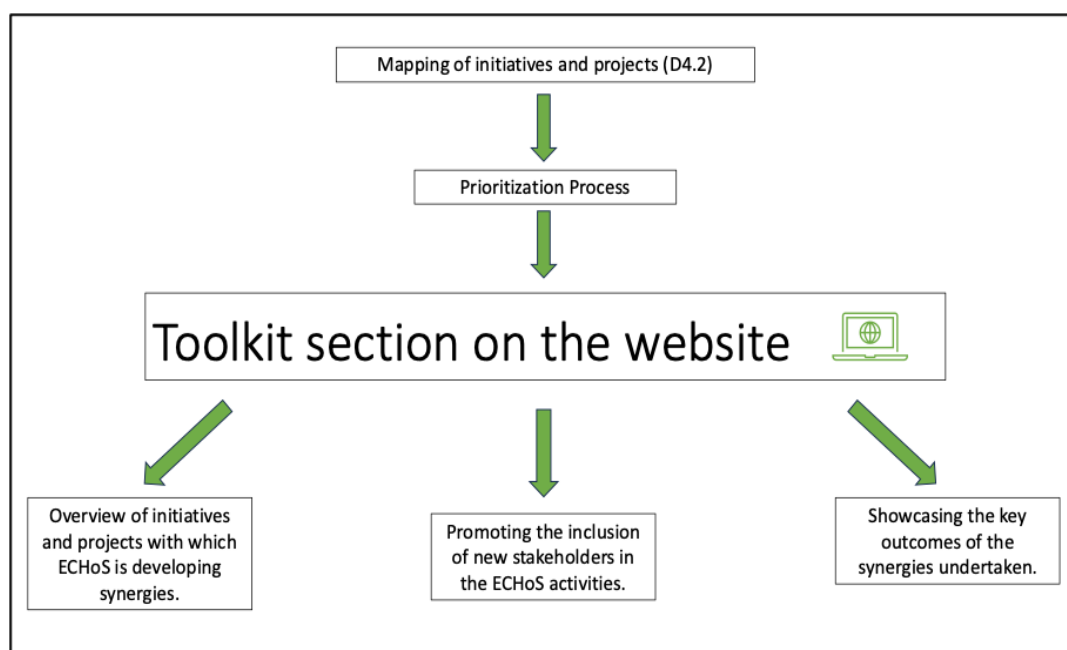 Mapping of initiatives and projects (D4.2)
Prioritization Process
Toolkit section on the website
Overview of initiatives
and projects with which
ECHoS is developing
synergies.
Promoting the inclusion
of new stakeholders in
the ECHoS activities.
Showcasing the key
outcomes of the
synergies undertaken.